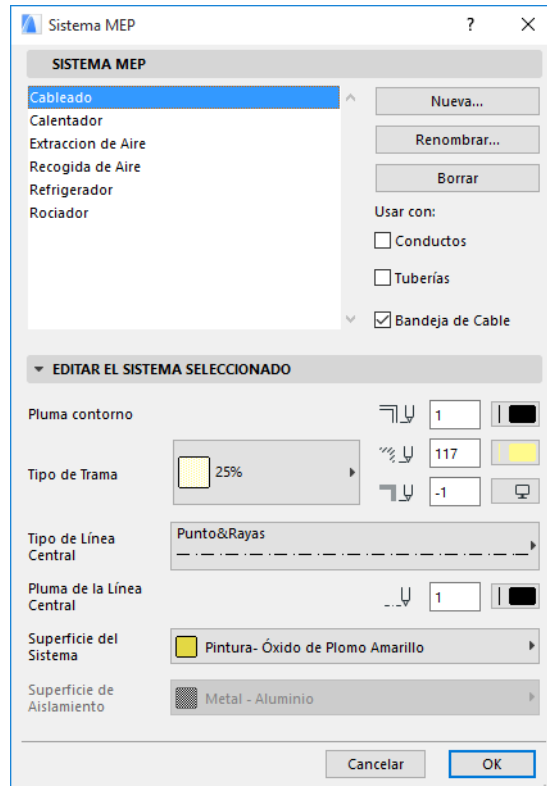 Sistema MEP
?
SISTEMA MEP
Cableado
Calentador
Extraccion de Aire
Recogida de Aire
Refrigerador
Rociador
Nueva...
Renombrar...
Borrar
Usar con:
Conductos
Tuberías
Bandeja de Cable
EDITAR EL SISTEMA SELECCIONADO
Pluma contorno
1
Tipo de Trama
25%
117
-1
Tipo de Línea
Central
Punto&Rayas
Pluma de la Línea
Central
1
Superficie del
Sistema
Pintura- Óxido de Plomo Amarillo
Superficie de
Aislamiento
Metal - Aluminio
Cancelar
OK